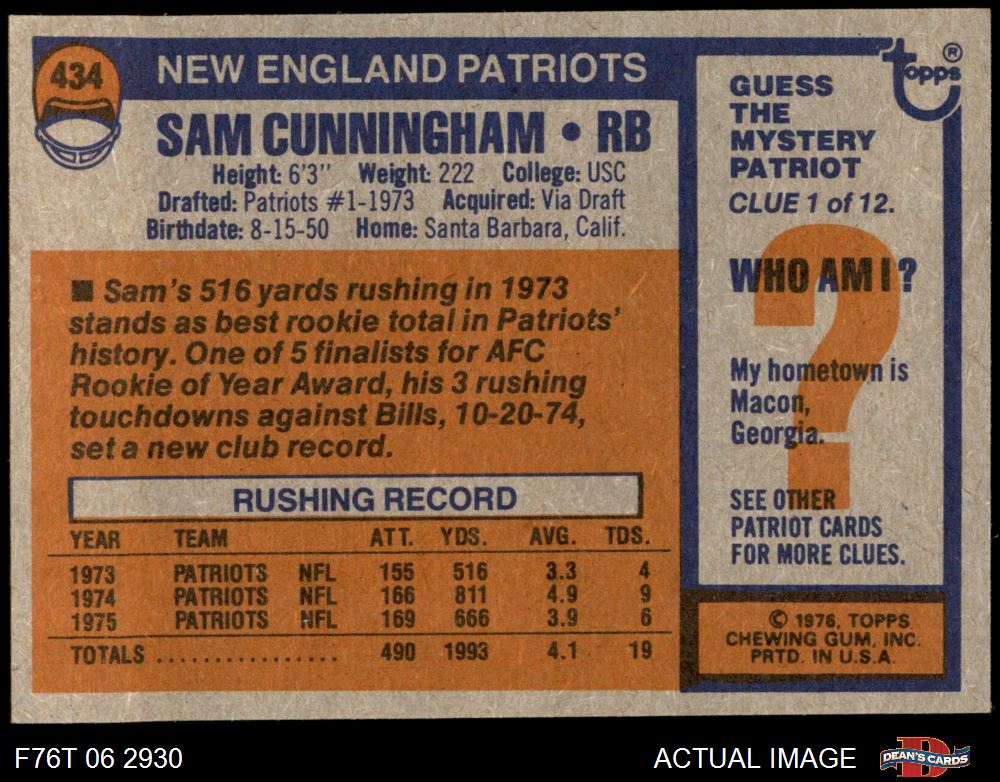 434
NEW ENGLAND PATRIOTS
SAM CUNNINGHAM • RB
Height: 6'3'' Weight: 222 College: USC
Drafted: Patriots #1-1973 Acquired: Via Draft
Birthdate: 8-15-50 Home: Santa Barbara, Calif.
■ Sam's 516 yards rushing in 1973
stands as best rookie total in Patriots'
history. One of 5 finalists for AFC
Rookie of Year Award, his 3 rushing
touchdowns against Bills, 10-20-74,
set a new club record.
RUSHING RECORD
YEAR TEAM ATT. YDS. AVG. TDS.
1973 PATRIOTS NFL 155 516 3.3 4
1974 PATRIOTS NFL 166 811 4.9 9
1975 PATRIOTS NFL 169 666 3.9 6
TOTALS ................. 490 1993 4.1 19
topps ®
GUESS
THE
MYSTERY
PATRIOT
CLUE 1 of 12.
?
WHO AM I?
My hometown is
Macon,
Georgia.
SEE OTHER
PATRIOT CARDS
FOR MORE CLUES.
© 1976, TOPPS
CHEWING GUM, INC.
PRTD. IN U.S.A.
F76T 06 2930
ACTUAL IMAGE
DEAN'S CARDS